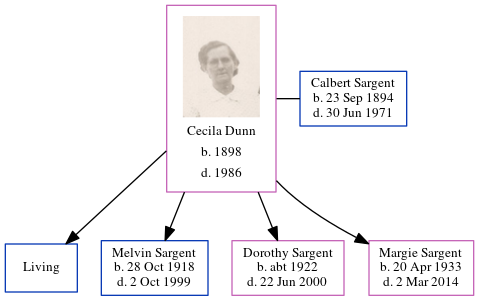 Cecila Dunn
b. 1898
d. 1986
Calbert Sargent
b. 23 Sep 1894
d. 30 Jun 1971
Living
Melvin Sargent
b. 28 Oct 1918
d. 2 Oct 1999
Dorothy Sargent
b. abt 1922
d. 22 Jun 2000
Margie Sargent
b. 20 Apr 1933
d. 2 Mar 2014